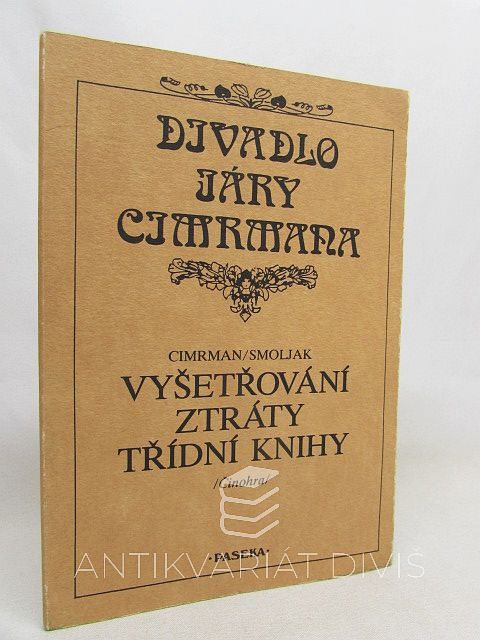 DIVADLO
JÁRY
CIMRMANA
CIMRMAN/SMOLJAK
VYŠETŘOVÁNÍ
ZTRÁTY
TŘÍDNÍ KNIHY
/Činohra/
·PASEKA·
ANTIKVARIÁT DIVIŠ